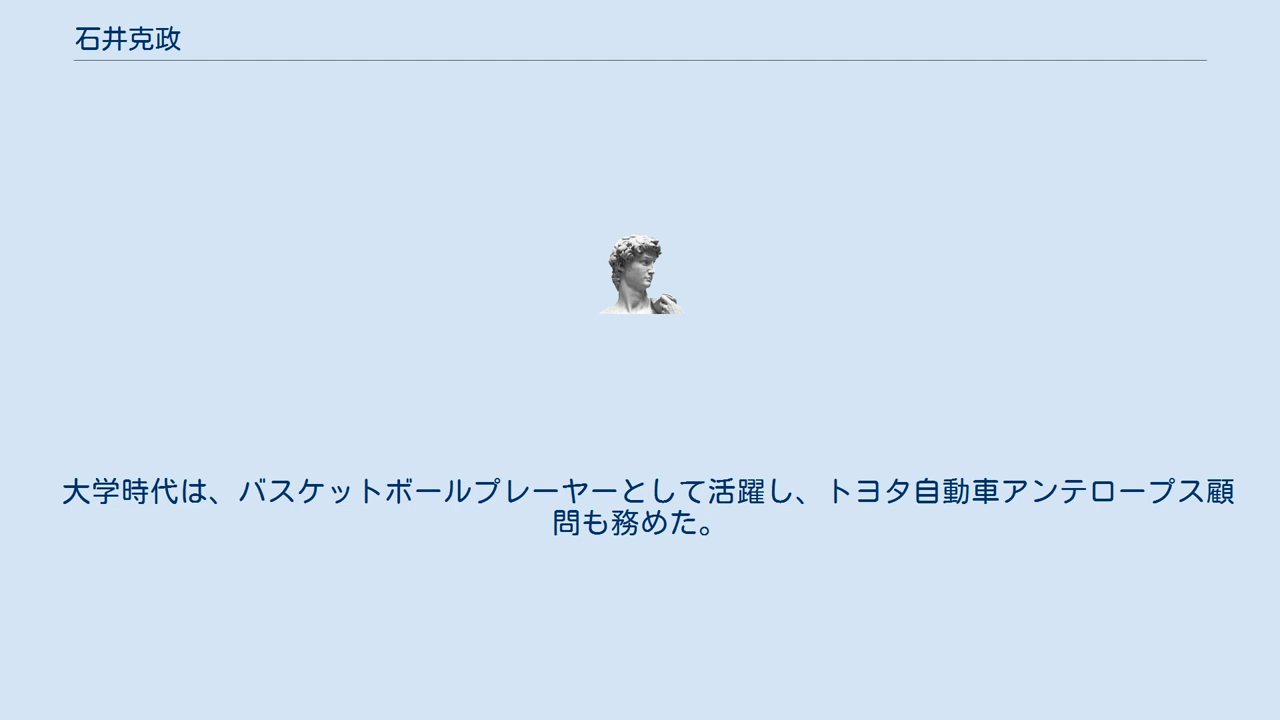 石井克政
大学時代は、バスケットボールプレーヤーとして活躍し、トヨタ自動車アンテロープス顧
問も務めた。